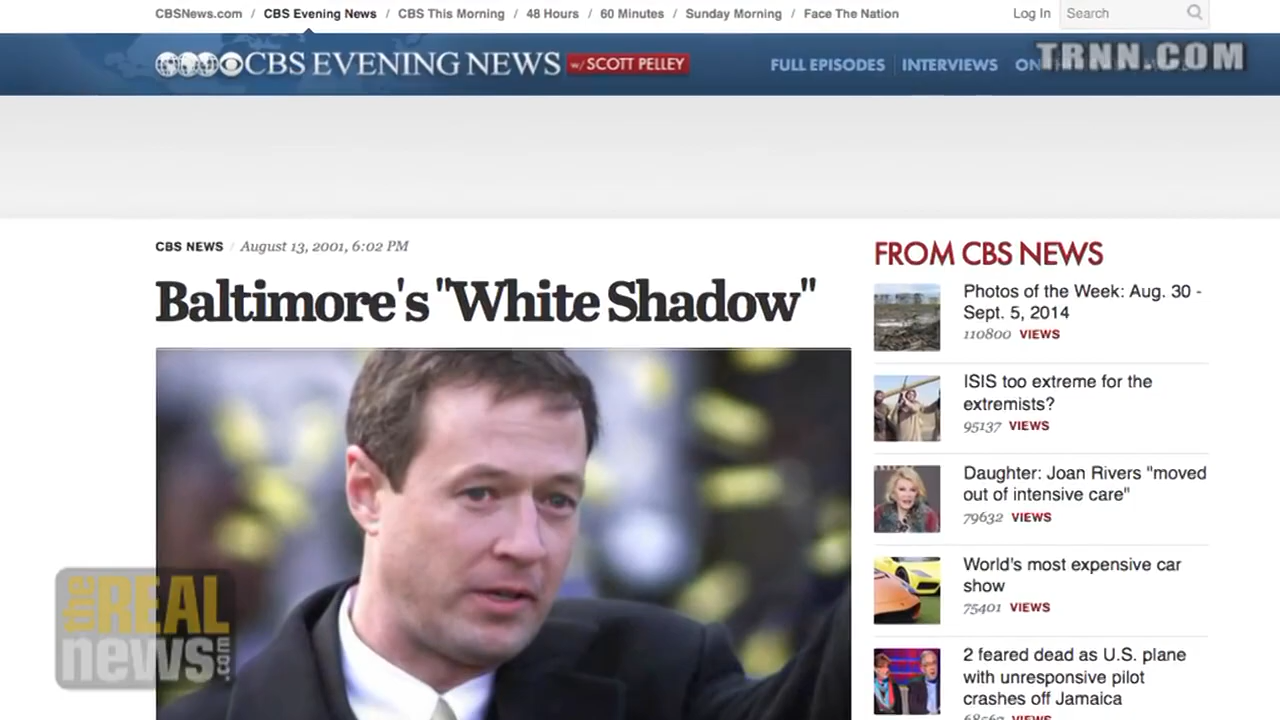 CBSNews.com / CBS Evening News / CBS This Morning / 48 Hours / 60 Minutes / Sunday Morning / Face The Nation
Log In
Search
CBS EVENING NEWS w/ SCOTT PELLEY
FULL EPISODES
INTERVIEWS
ON
TRNN.COM
CBS NEWS / August 13, 2001, 6:02 PM
Baltimore's "White Shadow"
FROM CBS NEWS
Photos of the Week: Aug. 30 -
Sept. 5, 2014
110800 VIEWS
ISIS too extreme for the
extremists?
95137 VIEWS
Daughter: Joan Rivers "moved
out of intensive care"
79632 VIEWS
World's most expensive car
show
75401 VIEWS
2 feared dead as U.S. plane
with unresponsive pilot
crashes off Jamaica
VIEWS
the REAL
news.com